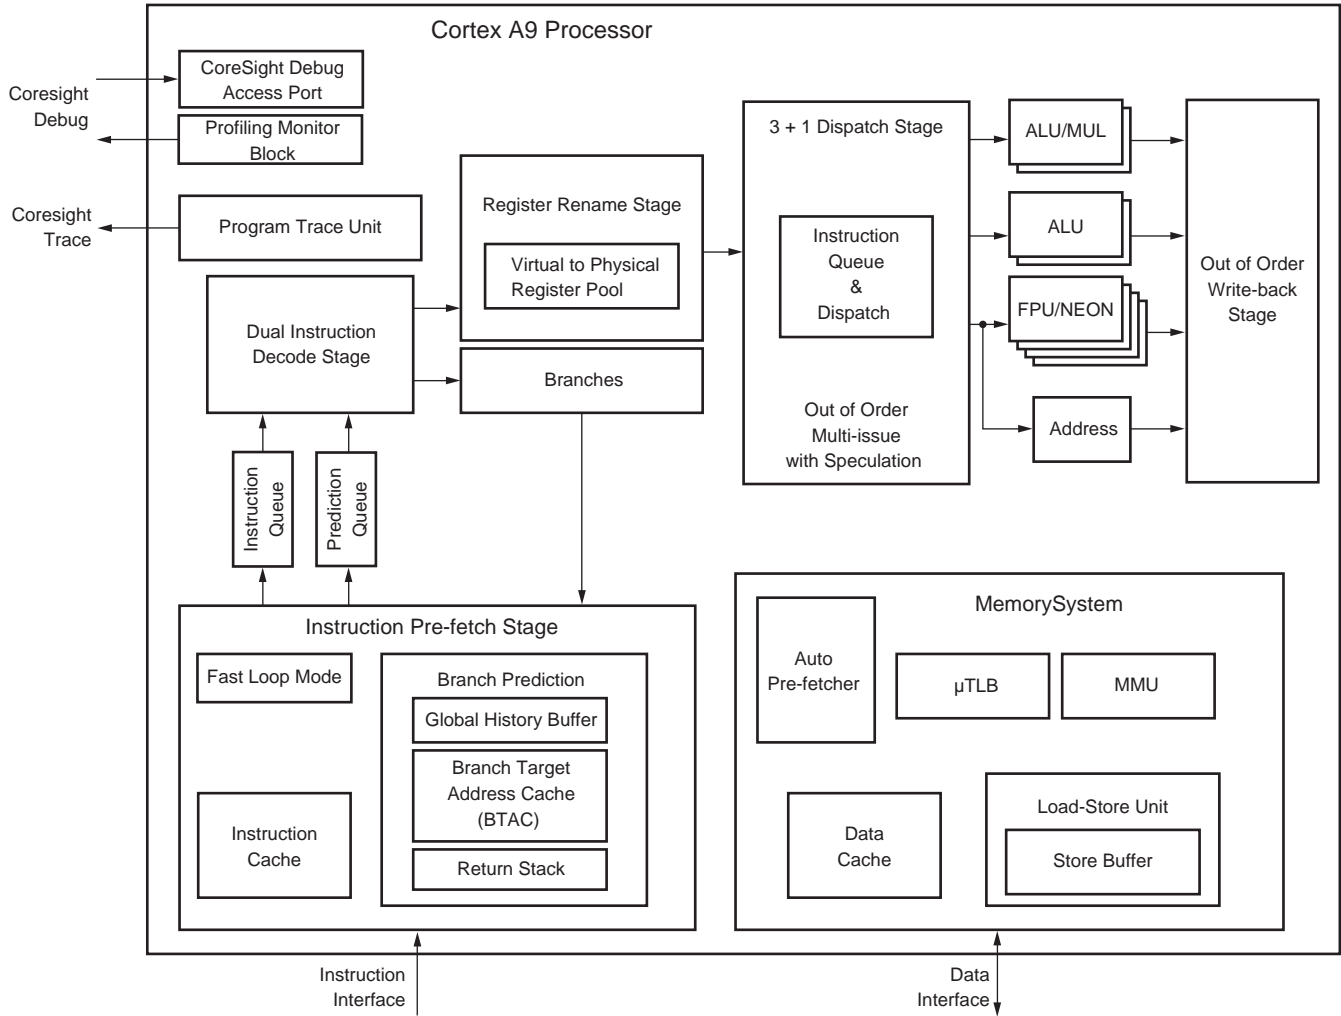 Cortex A9 Processor
Coresight
Debug
CoreSight Debug
Access Port
Profiling Monitor
Block
Coresight
Trace
Program Trace Unit
Dual Instruction
Decode Stage
Register Rename Stage
Virtual to Physical
Register Pool
Branches
3 + 1 Dispatch Stage
Instruction
Queue
&
Dispatch
Out of Order
Multi-issue
with Speculation
ALU/MUL
ALU
FPU/NEON
Address
Out of Order
Write-back
Stage
Instruction
Queue
Prediction
Queue
Instruction Pre-fetch Stage
Fast Loop Mode
Instruction
Cache
Branch Prediction
Global History Buffer
Branch Target
Address Cache
(BTAC)
Return Stack
MemorySystem
Auto
Pre-fetcher
µTLB
MMU
Data
Cache
Load-Store Unit
Store Buffer
Instruction
Interface
Data
Interface